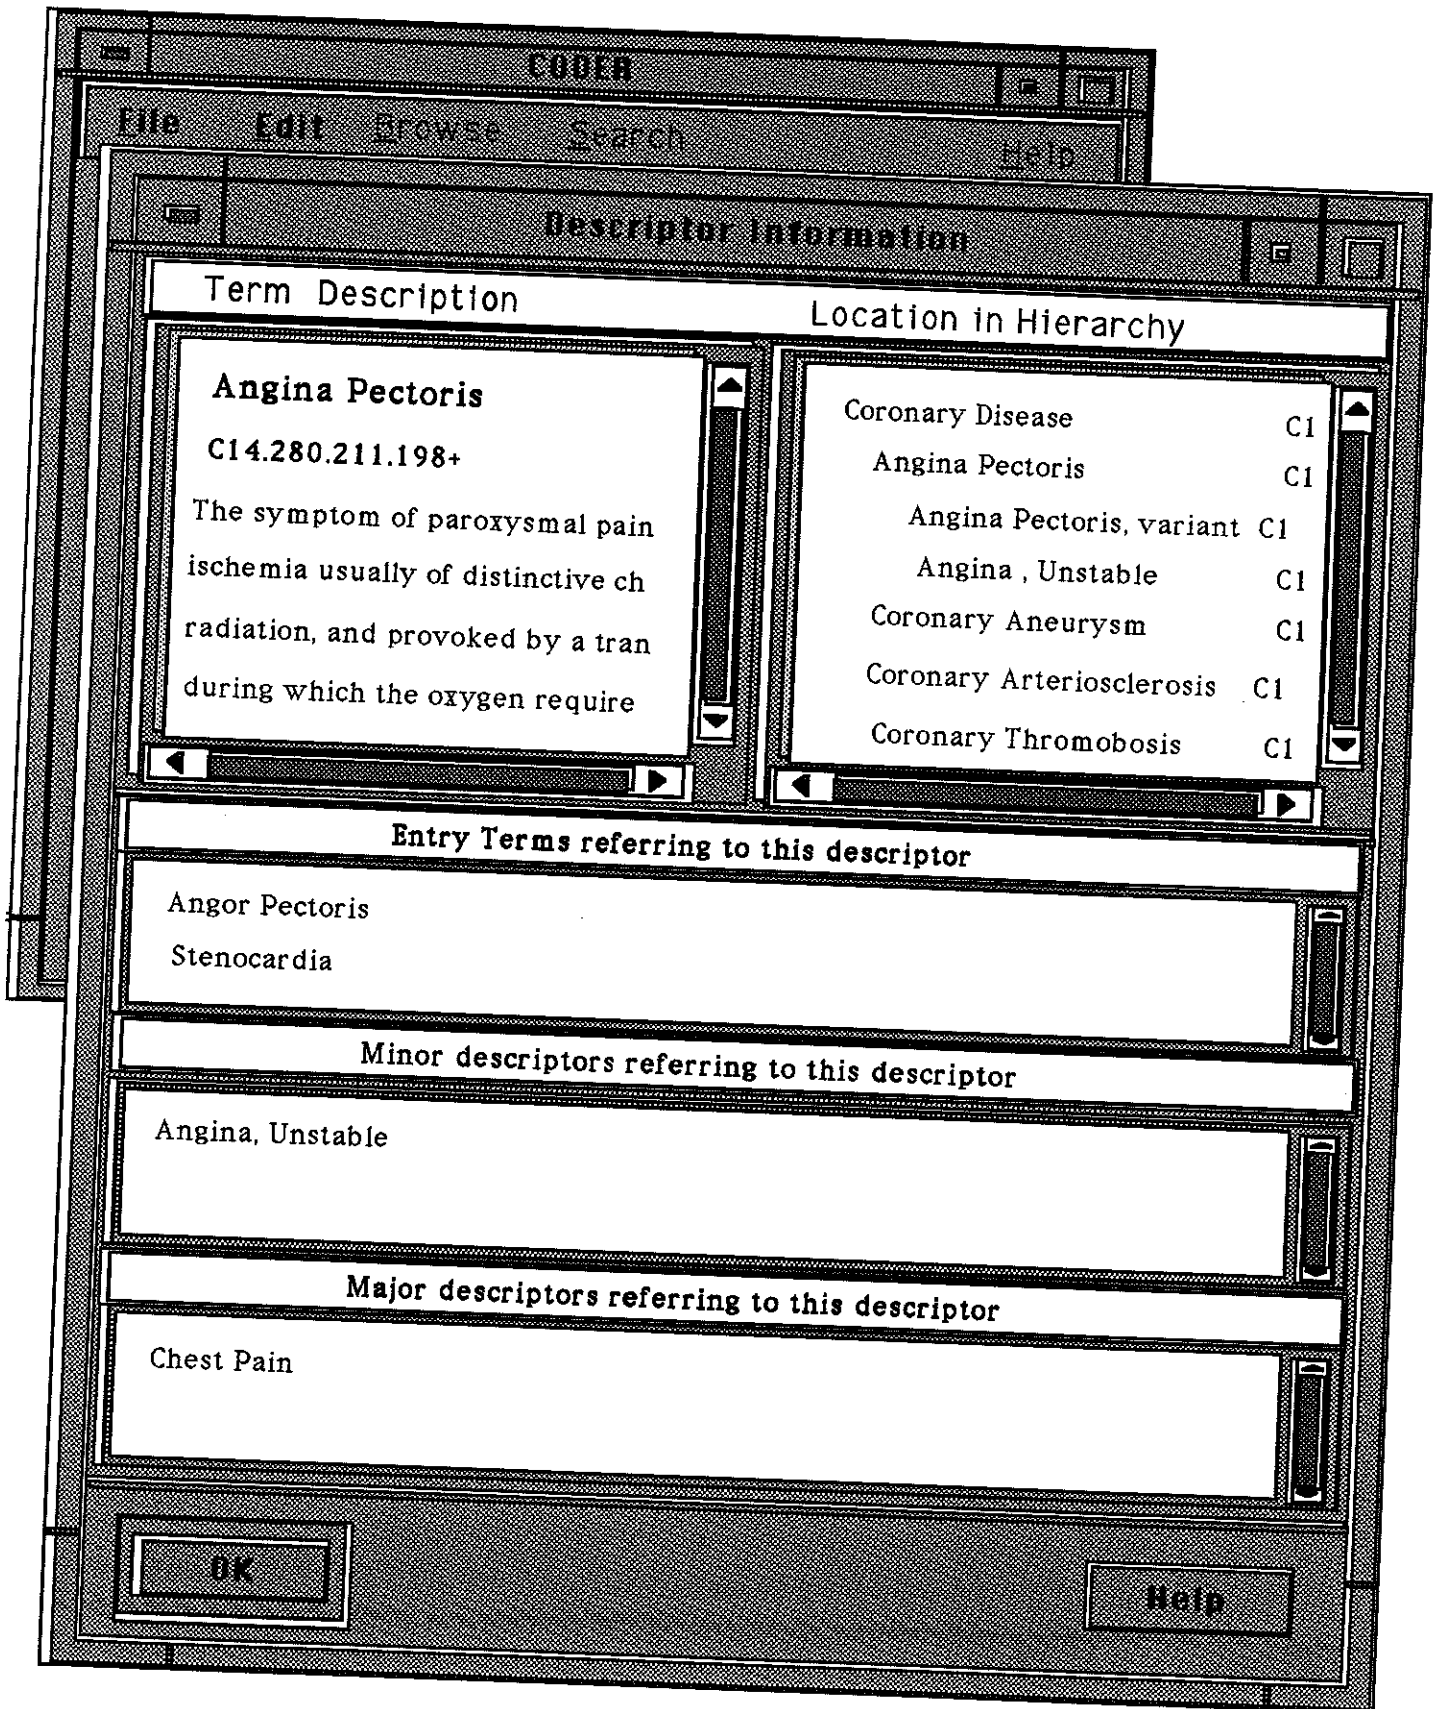 CODER
File Edit Browse Search Help
Descriptor Information
Term Description
Location in Hierarchy
Angina Pectoris
C14.280.211.198+
The symptom of paroxysmal pain
ischemia usually of distinctive ch
radiation, and provoked by a tran
during which the oxygen require
Coronary Disease C1
Angina Pectoris C1
Angina Pectoris, variant C1
Angina , Unstable C1
Coronary Aneurysm C1
Coronary Arteriosclerosis C1
Coronary Thromobosis C1
Entry Terms referring to this descriptor
Angor Pectoris
Stenocardia
Minor descriptors referring to this descriptor
Angina, Unstable
Major descriptors referring to this descriptor
Chest Pain
OK
Help